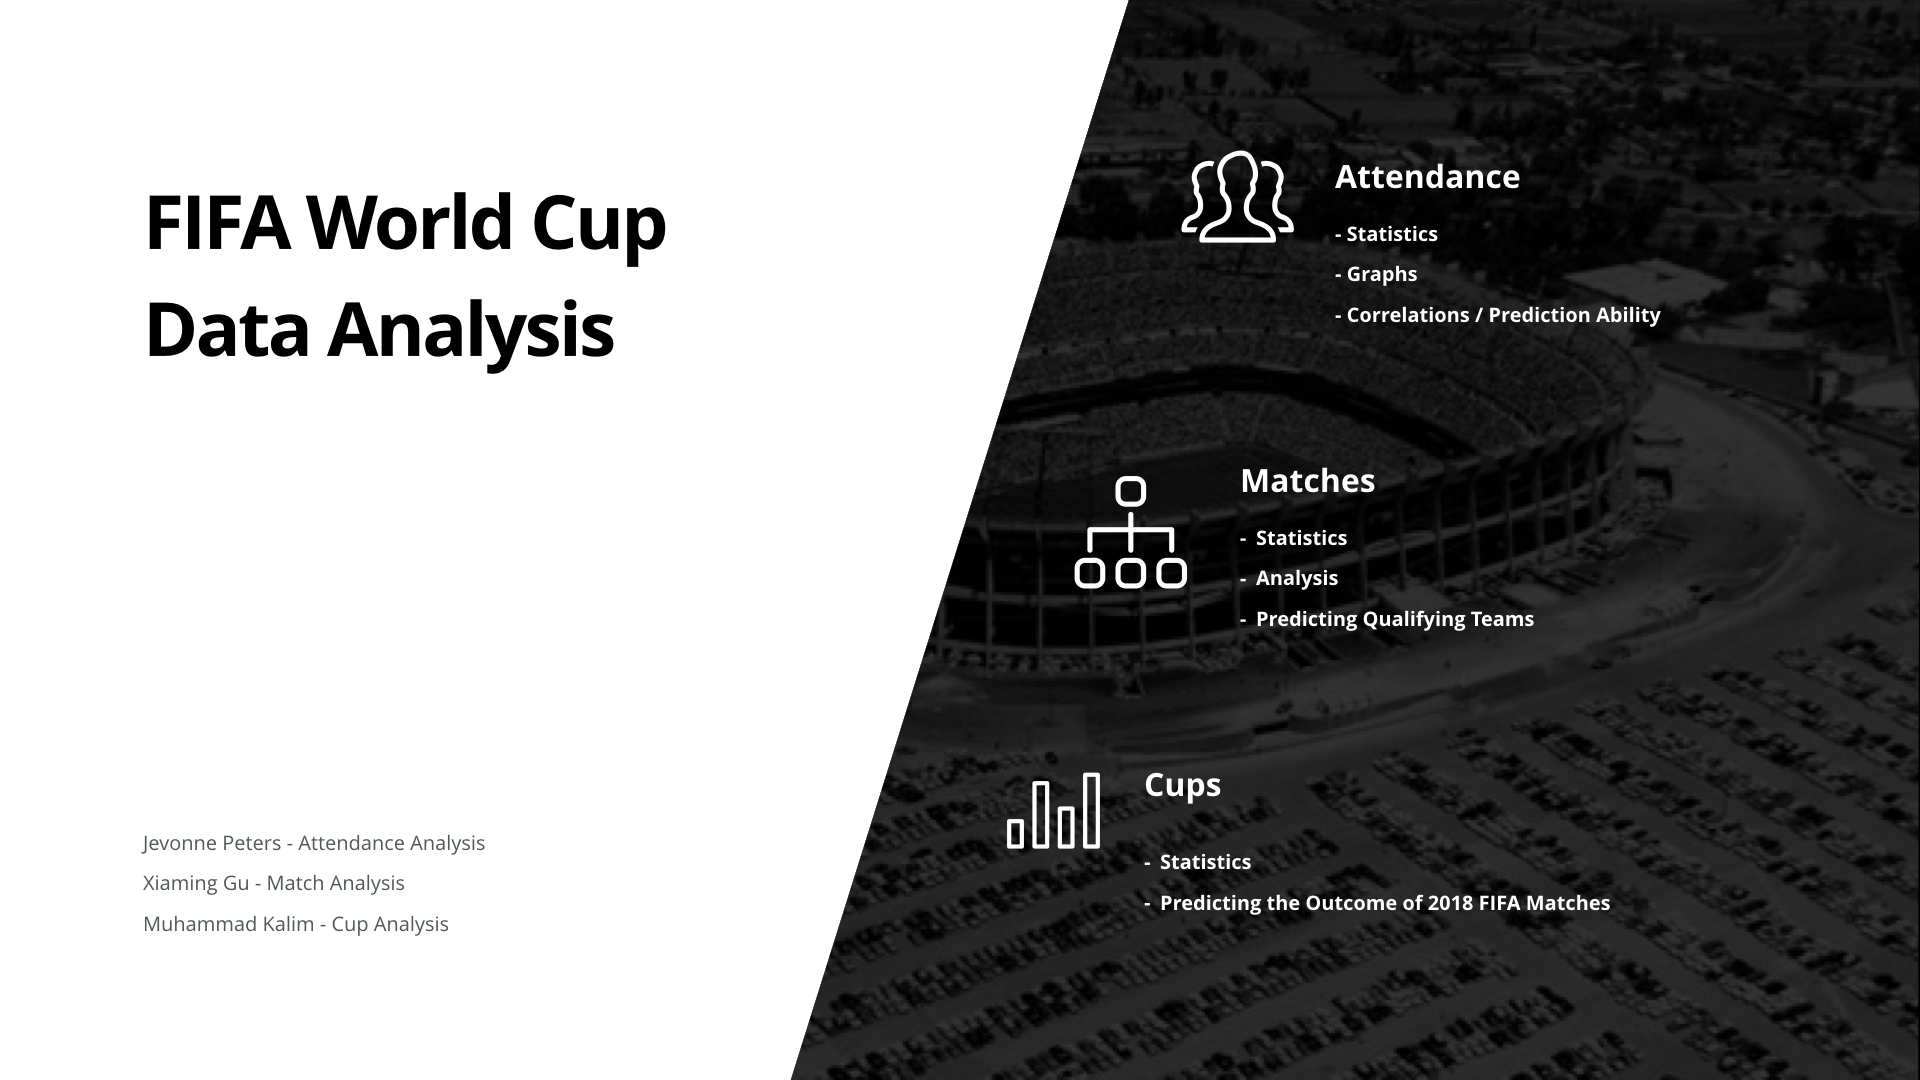 FIFA World Cup
Data Analysis
Jevonne Peters - Attendance Analysis
Xiaming Gu - Match Analysis
Muhammad Kalim - Cup Analysis
Attendance
- Statistics
- Graphs
- Correlations / Prediction Ability
Matches
- Statistics
- Analysis
- Predicting Qualifying Teams
Cups
- Statistics
- Predicting the Outcome of 2018 FIFA Matches